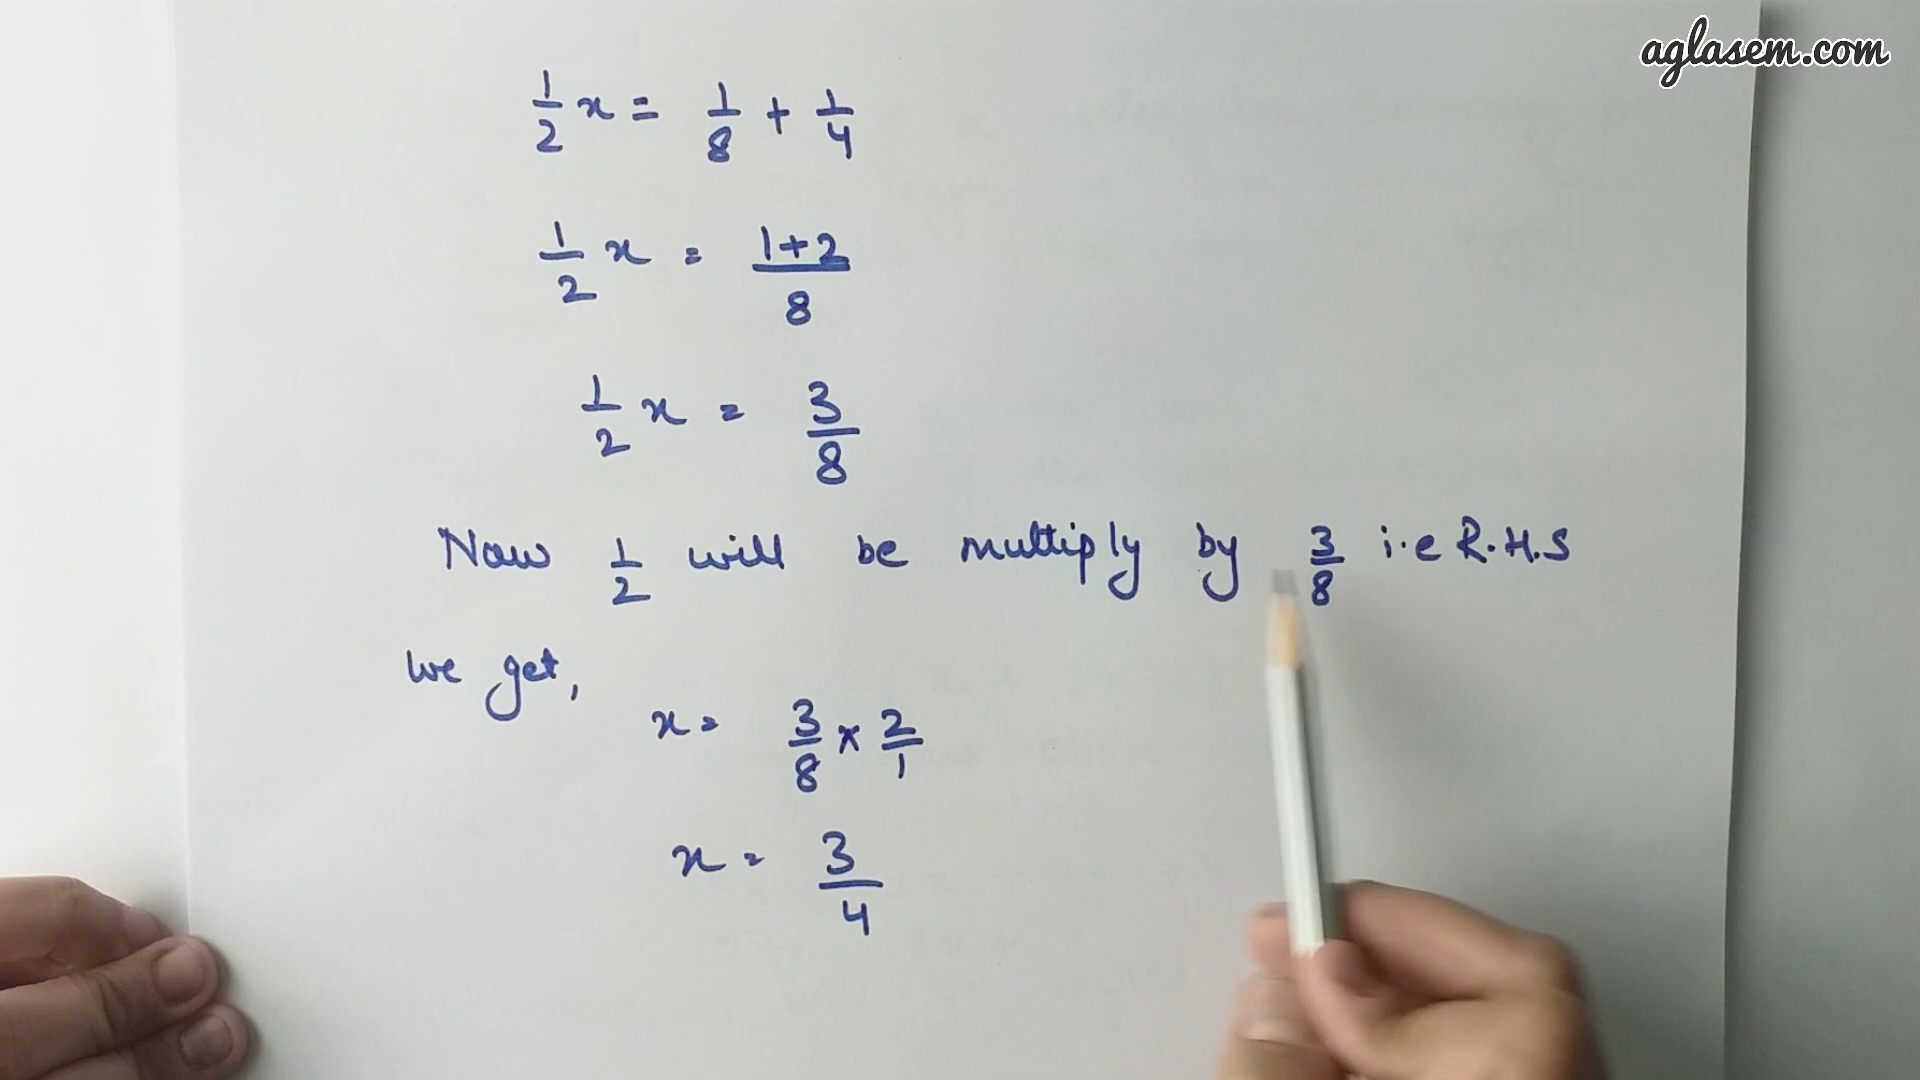 aglasem.com
1/2 x = 1/8 + 1/4
1/2 x = 1+2/8
1/2 x = 3/8
Now 1/2 will be multiply by 3/8 i.e R.H.S
We get,
x = 3/8 × 2/1
x = 3/4